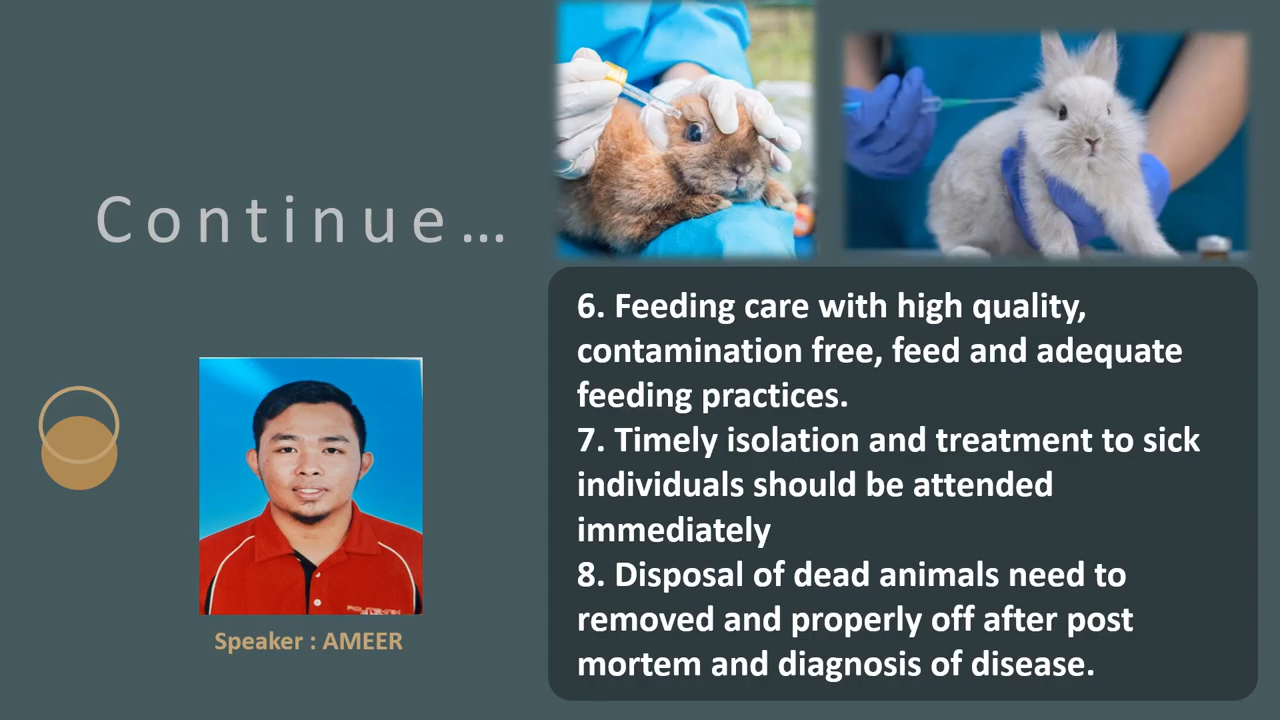 Continue…
6. Feeding care with high quality,
contamination free, feed and adequate
feeding practices.
7. Timely isolation and treatment to sick
individuals should be attended
immediately
8. Disposal of dead animals need to
removed and properly off after post
mortem and diagnosis of disease.
Speaker : AMEER